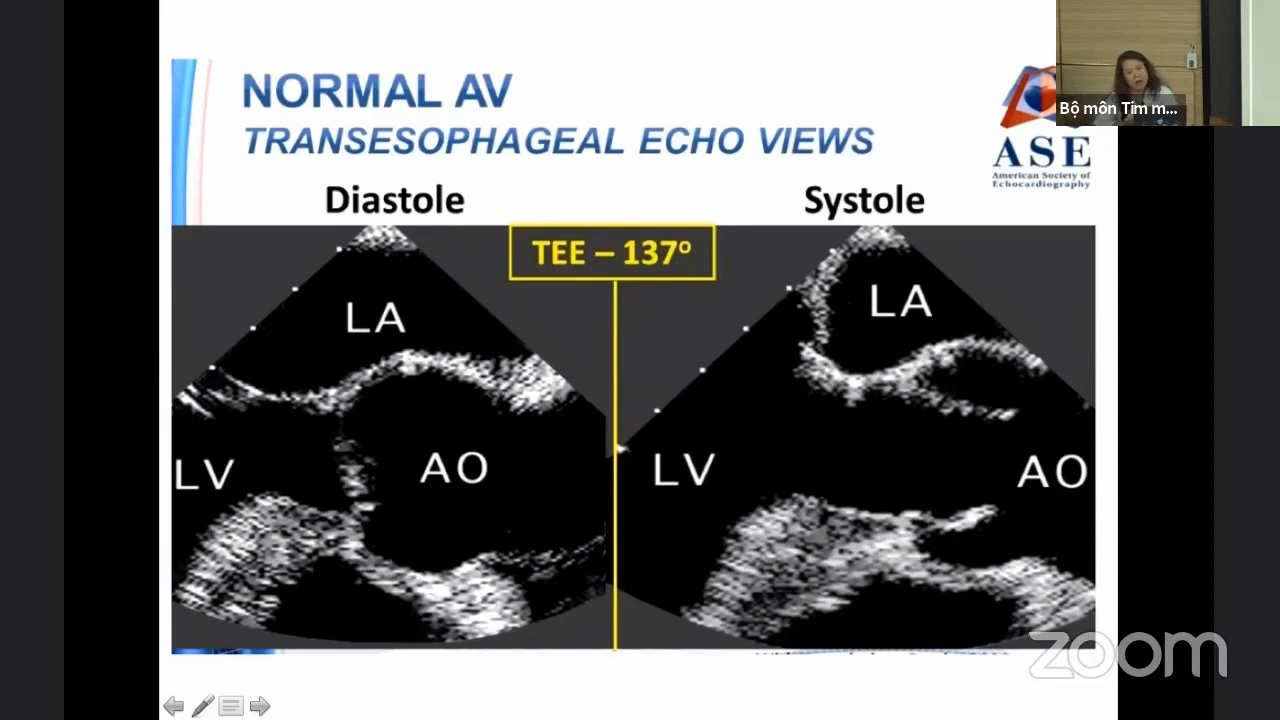 NORMAL AV
TRANSESOPHAGEAL ECHO VIEWS
ASE
American Society of
Echocardiography
Bộ môn Tim m...
Diastole
Systole
TEE – 137º
LA
LA
LV
AO
LV
AO
zoom